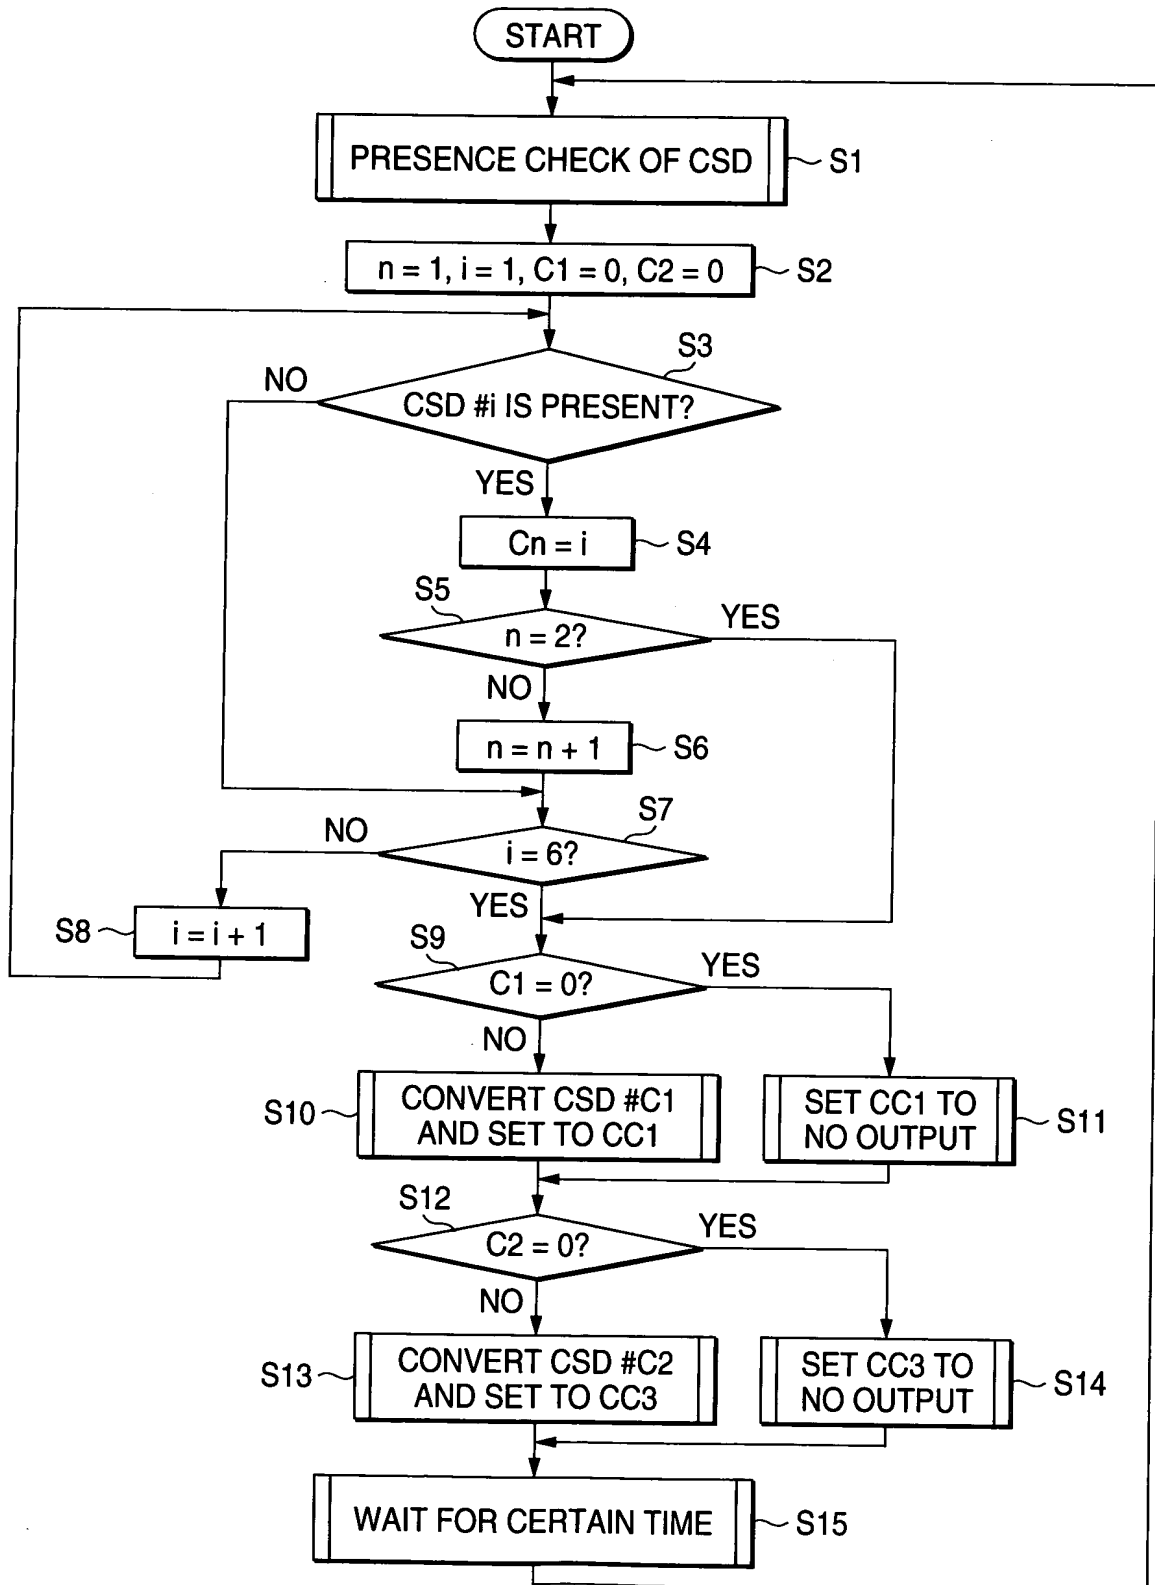 START
PRESENCE CHECK OF CSD
S1
n = 1, i = 1, C1 = 0, C2 = 0
S2
S3
NO
CSD #i IS PRESENT?
YES
Cn = i
S4
S5
YES
n = 2?
NO
n = n + 1
S6
S7
NO
i = 6?
YES
S8
i = i + 1
S9
YES
C1 = 0?
NO
S10
CONVERT CSD #C1
AND SET TO CC1
SET CC1 TO
NO OUTPUT
S11
S12
YES
C2 = 0?
NO
S13
CONVERT CSD #C2
AND SET TO CC3
SET CC3 TO
NO OUTPUT
S14
WAIT FOR CERTAIN TIME
S15